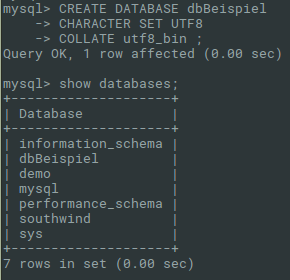 mysql> CREATE DATABASE dbBeispiel
    -> CHARACTER SET UTF8
    -> COLLATE utf8_bin ;
Query OK, 1 row affected (0.00 sec)

mysql> show databases;
+--------------------+
| Database           |
+--------------------+
| information_schema |
| dbBeispiel         |
| demo               |
| mysql              |
| performance_schema |
| southwind          |
| sys                |
+--------------------+
7 rows in set (0.00 sec)